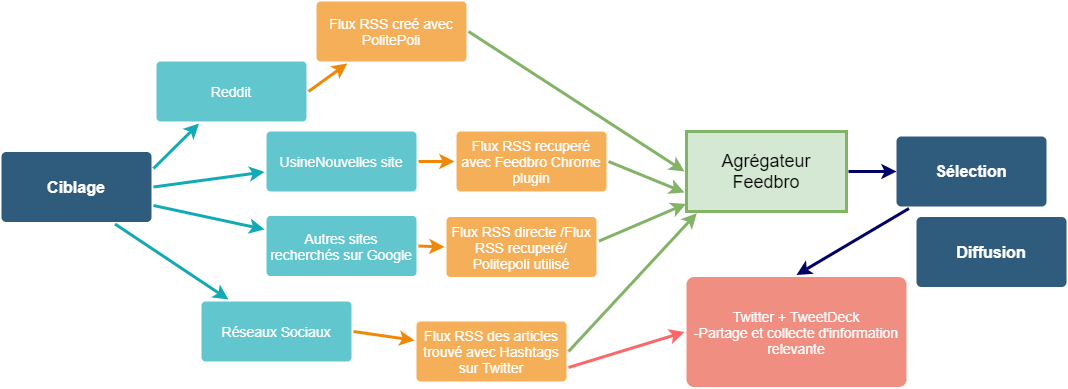 Flux RSS creé avec
PolitePoli
Reddit
UsineNouvelles site
Flux RSS recuperé
avec Feedbro Chrome
plugin
Agrégateur
Feedbro
Sélection
Ciblage
Autres sites
recherchés sur Google
Flux RSS directe /Flux
RSS recuperé/
Politepoli utilisé
Diffusion
Réseaux Sociaux
Flux RSS des articles
trouvé avec Hashtags
sur Twitter
Twitter + TweetDeck
-Partage et collecte d'information
relevante